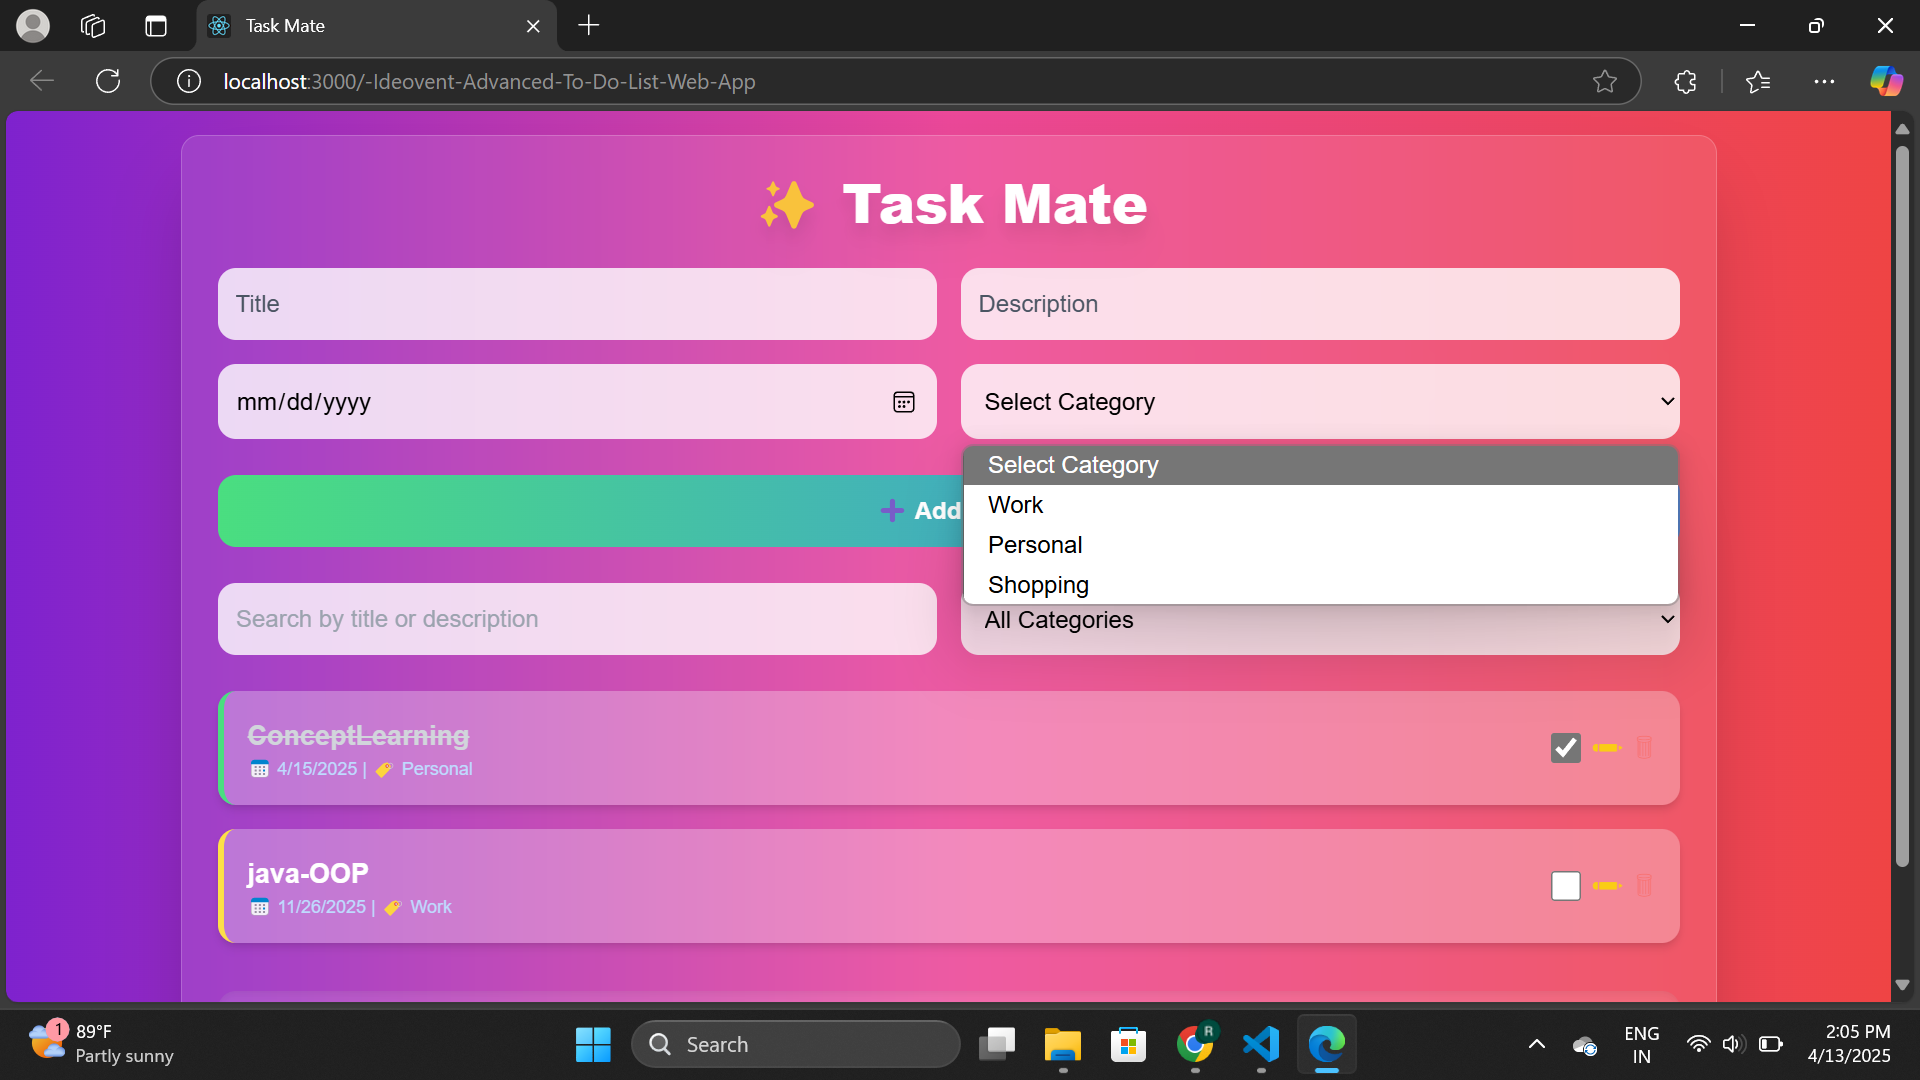 Task Mate
localhost:3000/-Ideovent-Advanced-To-Do-List-Web-App
Task Mate
Title
Description
mm/dd/yyyy
Select Category
Select Category
Work
Personal
Shopping
Add
Search by title or description
All Categories
ConceptLearning
4/15/2025 | Personal
java-OOP
11/26/2025 | Work
1
89°F
Partly sunny
Search
R
ENG
IN
2:05 PM
4/13/2025